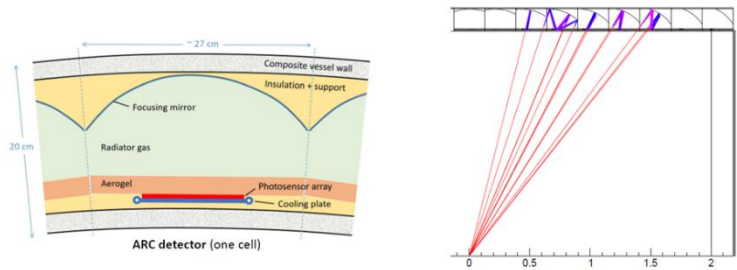 ~ 27 cm
Composite vessel wall
Insulation + support
Focusing mirror
20 cm
Radiator gas
Aerogel
Photosensor array
Cooling plate
ARC detector (one cell)
0 0.5 1 1.5 2